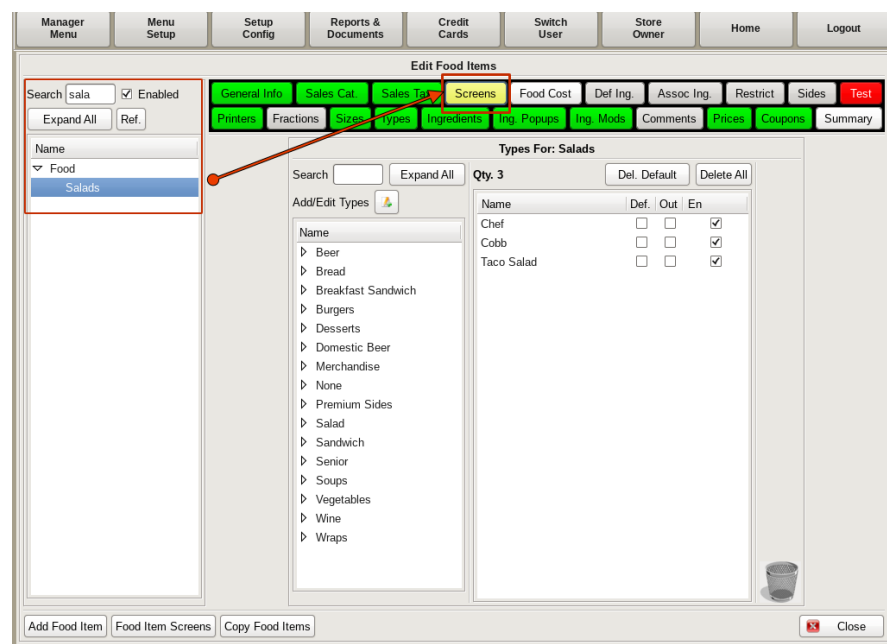 Manager Menu Setup Reports & Credit Switch Store Home Logout
Menu Setup Config Documents Cards User Owner
Edit Food Items
Search sala Enabled
General Info Sales Cat. Sales Screens Food Cost Def Ing. Assoc Ing. Restrict Sides Test
Expand All Ref.
Printers Fractions Sizes Types Ingredients Ing. Popups Ing. Mods Comments Prices Coupons Summary
Name
Food
Salads
Types For: Salads
Search Expand All
Add/Edit Types
Name
Beer
Bread
Breakfast Sandwich
Burgers
Desserts
Domestic Beer
Merchandise
None
Premium Sides
Salad
Sandwich
Senior
Soups
Vegetables
Wine
Wraps
Qty. 3 Del. Default Delete All
Name Def. Out En
Chef
Cobb
Taco Salad
Add Food Item Food Item Screens Copy Food Items Close